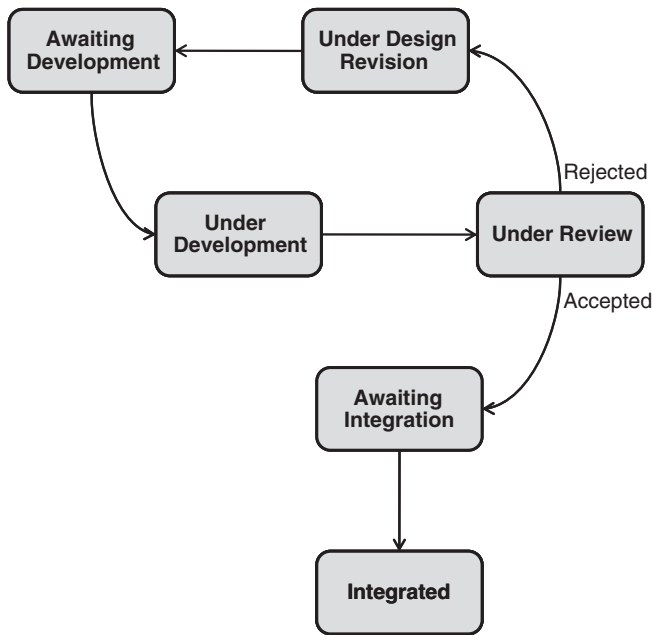 Awaiting
Development
Under Design
Revision
Rejected
Under
Development
Under Review
Accepted
Awaiting
Integration
Integrated